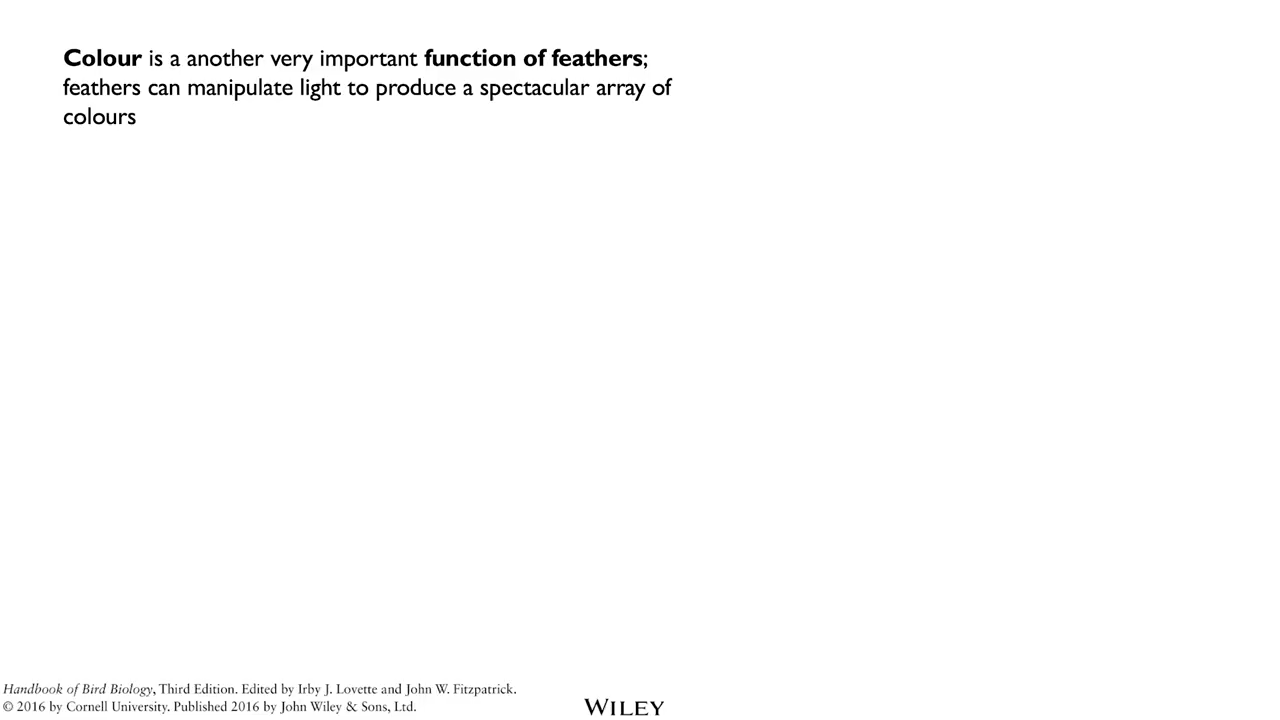 Colour is a another very important function of feathers;
feathers can manipulate light to produce a spectacular array of
colours
Handbook of Bird Biology, Third Edition. Edited by Irby J. Lovette and John W. Fitzpatrick.
© 2016 by Cornell University. Published 2016 by John Wiley & Sons, Ltd.
WILEY